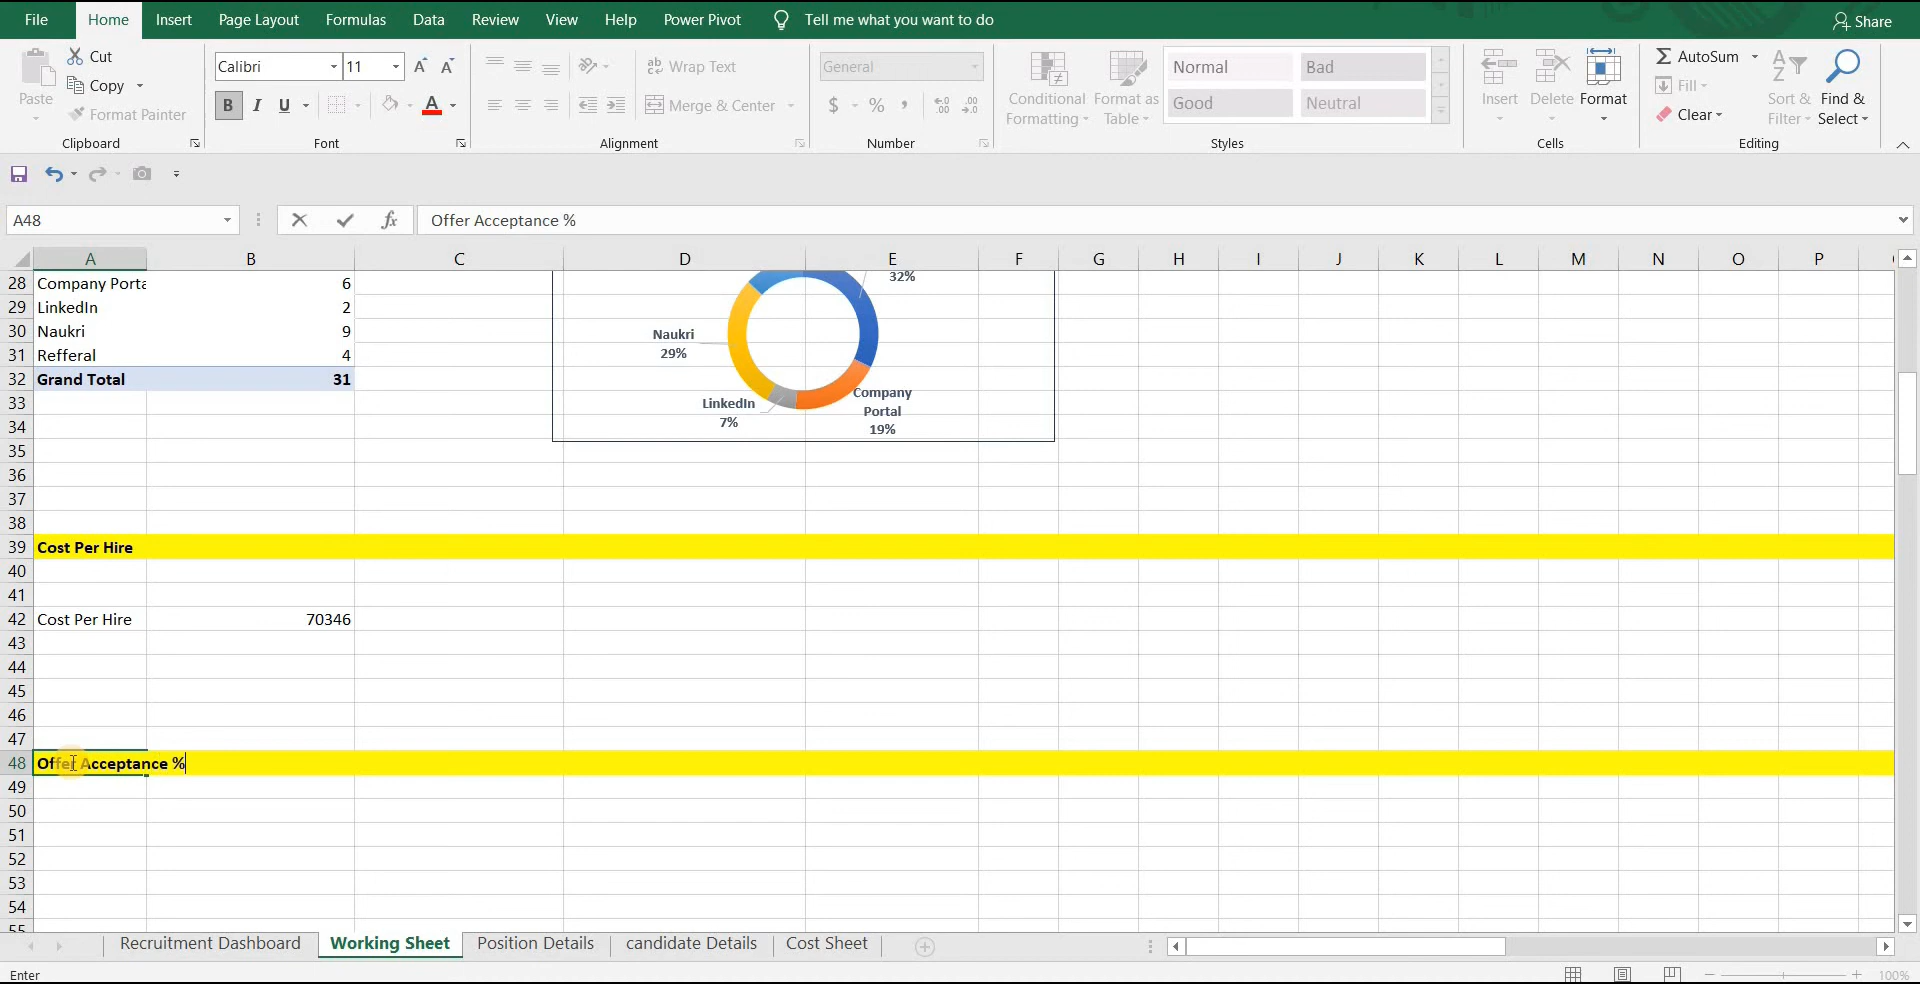 File Home Insert Page Layout Formulas Data Review View Help Power Pivot Tell me what you want to do Share
Paste
Cut
Copy
Format Painter
Clipboard
Calibri 11 A A
B I U A
Font
ab Wrap Text
Merge & Center
Alignment
General
$ % ,
Number
Conditional Formatting
Format as Table
Normal Bad
Good Neutral
Styles
Insert Delete Format
Cells
AutoSum
Fill
Clear
Sort & Filter
Find & Select
Editing
A48 fx Offer Acceptance %
A B C D E F G H I J K L M N O P
28 Company Porta 6
29 LinkedIn 2
30 Naukri 9
31 Refferal 4
32 Grand Total 31
33
34
35
36
37
38
39 Cost Per Hire
40
41
42 Cost Per Hire 70346
43
44
45
46
47
48 Offer Acceptance %
49
50
51
52
53
54
55
32%
Naukri
29%
LinkedIn
7%
Company
Portal
19%
Recruitment Dashboard Working Sheet Position Details candidate Details Cost Sheet
Enter 100%